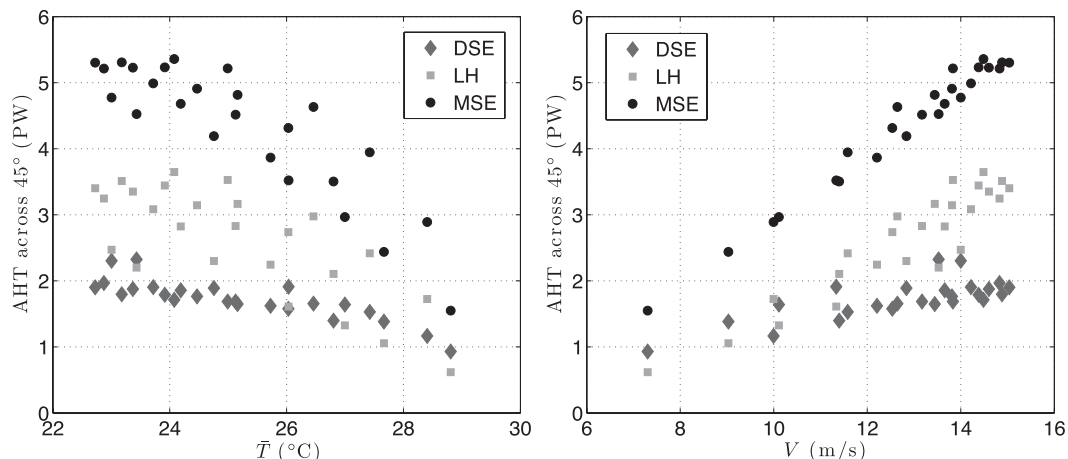 AHT across 45° (PW)
6
5
4
3
2
1
0
DSE
LH
MSE
22 24 26 28 30
T̄ (°C)
AHT across 45° (PW)
6
5
4
3
2
1
0
DSE
LH
MSE
6 8 10 12 14 16
V (m/s)